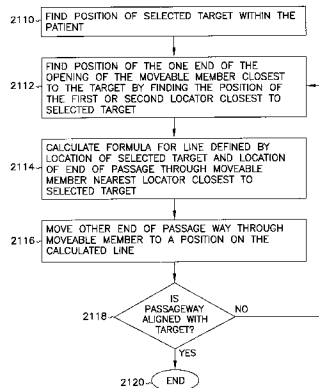 2110
FIND POSITION OF SELECTED TARGET WITHIN THE
PATIENT
2112
FIND POSITION OF THE ONE END OF THE
OPENING OF THE MOVEABLE MEMBER CLOSEST
TO THE TARGET BY FINDING THE POSITION
OF THE FIRST OR SECOND LOCATOR CLOSEST TO
SELECTED TARGET
2114
CALCULATE FORMULA FOR LINE DEFINED BY
LOCATION OF SELECTED TARGET AND LOCATION
OF END OF PASSAGE THROUGH MOVEABLE
MEMBER NEAREST LOCATOR CLOSEST TO
SELECTED TARGET
2116
MOVE OTHER END OF PASSAGE WAY THROUGH
MOVEABLE MEMBER TO A POSITION ON THE
CALCULATED LINE
2118
IS
PASSAGEWAY
ALIGNED WITH
TARGET?
NO
YES
2120
END